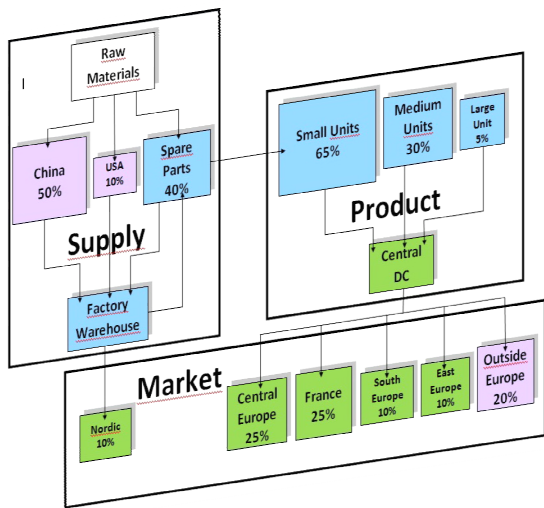 Raw
Materials
China
50%
USA
10%
Spare
Parts
40%
Supply
Factory
Warehouse
Small Units
65%
Medium
Units
30%
Large
Unit
5%
Product
Central
DC
Market
Nordic
10%
Central
Europe
25%
France
25%
South
Europe
10%
East
Europe
10%
Outside
Europe
20%